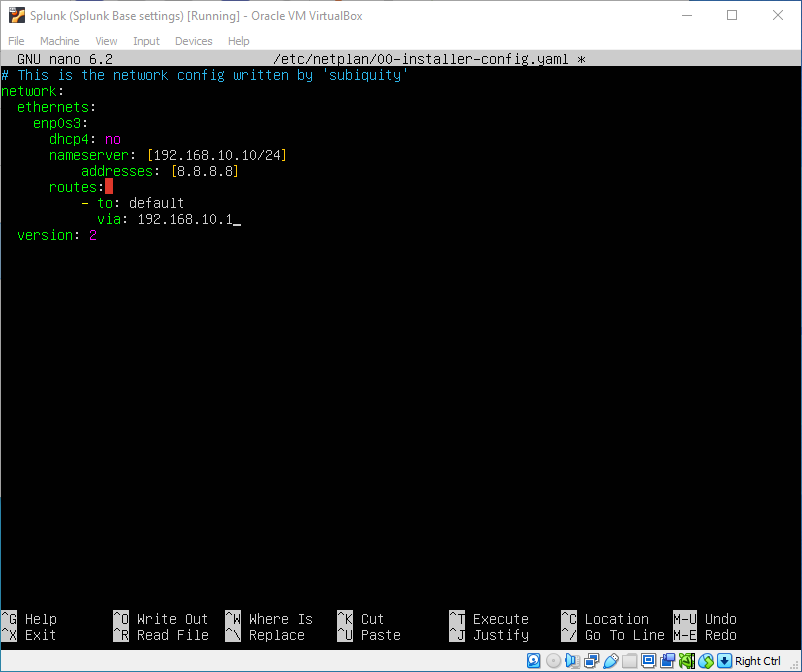 Splunk (Splunk Base settings) [Running] - Oracle VM VirtualBox
File Machine View Input Devices Help
GNU nano 6.2 /etc/netplan/00-installer-config.yaml *
# This is the network config written by 'subiquity'
network:
  ethernets:
    enp0s3:
      dhcp4: no
      nameserver: [192.168.10.10/24]
          addresses: [8.8.8.8]
      routes:
          - to: default
            via: 192.168.10.1_
  version: 2
^G Help ^O Write Out ^W Where Is ^K Cut ^T Execute ^C Location M-U Undo
^X Exit ^R Read File ^\ Replace ^U Paste ^J Justify ^/ Go To Line M-E Redo
Right Ctrl